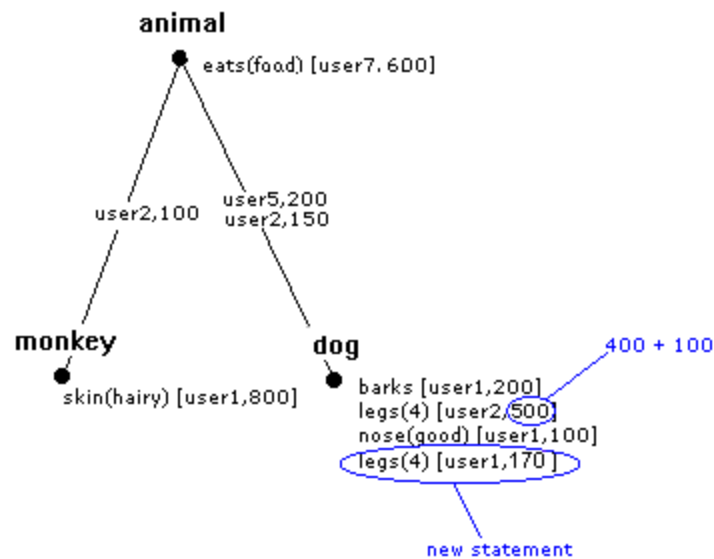 animal
eats(food) [user7.600]
user2,100
user5,200
user2,150
monkey
skin(hairy) [user1,800]
dog
400 + 100
barks [user1,200]
legs(4) [user2,500]
nose(good) [user1,100]
legs(4) [user1,170 ]
new statement